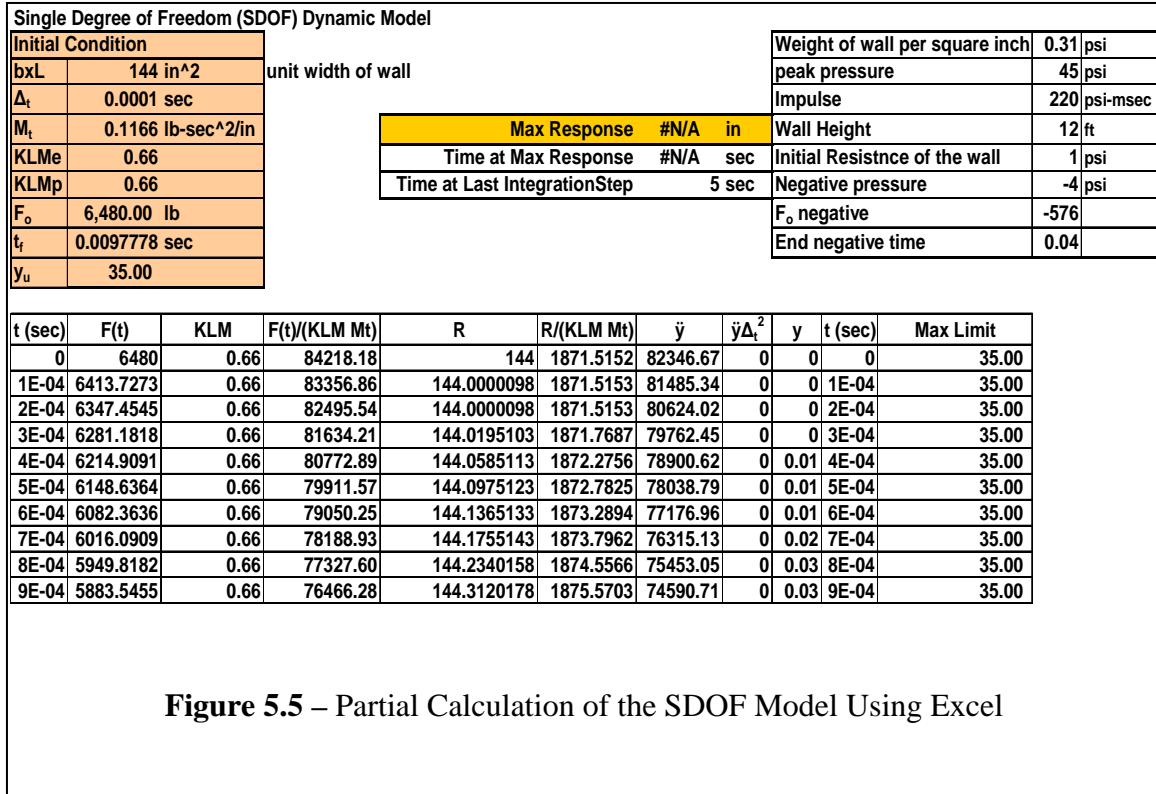 Single Degree of Freedom (SDOF) Dynamic Model
Initial Condition Weight of wall per square inch 0.31 psi
bxL 144 in^2 unit width of wall peak pressure 45 psi
Δt 0.0001 sec Impulse 220 psi-msec
Mt 0.1166 lb-sec^2/in Max Response #N/A in Wall Height 12 ft
KLMe 0.66 Time at Max Response #N/A sec Initial Resistnce of the wall 1 psi
KLMp 0.66 Time at Last IntegrationStep 5 sec Negative pressure -4 psi
Fo 6,480.00 lb Fo negative -576
tf 0.0097778 sec End negative time 0.04
yu 35.00
t (sec) F(t) KLM F(t)/(KLM Mt) R R/(KLM Mt) ÿ ÿΔt² y t (sec) Max Limit
0 6480 0.66 84218.18 144 1871.5152 82346.67 0 0 0 35.00
1E-04 6413.7273 0.66 83356.86 144.0000098 1871.5153 81485.34 0 0 1E-04 35.00
2E-04 6347.4545 0.66 82495.54 144.0000098 1871.5153 80624.02 0 0 2E-04 35.00
3E-04 6281.1818 0.66 81634.21 144.0195103 1871.7687 79762.45 0 0 3E-04 35.00
4E-04 6214.9091 0.66 80772.89 144.0585113 1872.2756 78900.62 0 0.01 4E-04 35.00
5E-04 6148.6364 0.66 79911.57 144.0975123 1872.7825 78038.79 0 0.01 5E-04 35.00
6E-04 6082.3636 0.66 79050.25 144.1365133 1873.2894 77176.96 0 0.01 6E-04 35.00
7E-04 6016.0909 0.66 78188.93 144.1755143 1873.7962 76315.13 0 0.02 7E-04 35.00
8E-04 5949.8182 0.66 77327.60 144.2340158 1874.5566 75453.05 0 0.03 8E-04 35.00
9E-04 5883.5455 0.66 76466.28 144.3120178 1875.5703 74590.71 0 0.03 9E-04 35.00
Figure 5.5 – Partial Calculation of the SDOF Model Using Excel